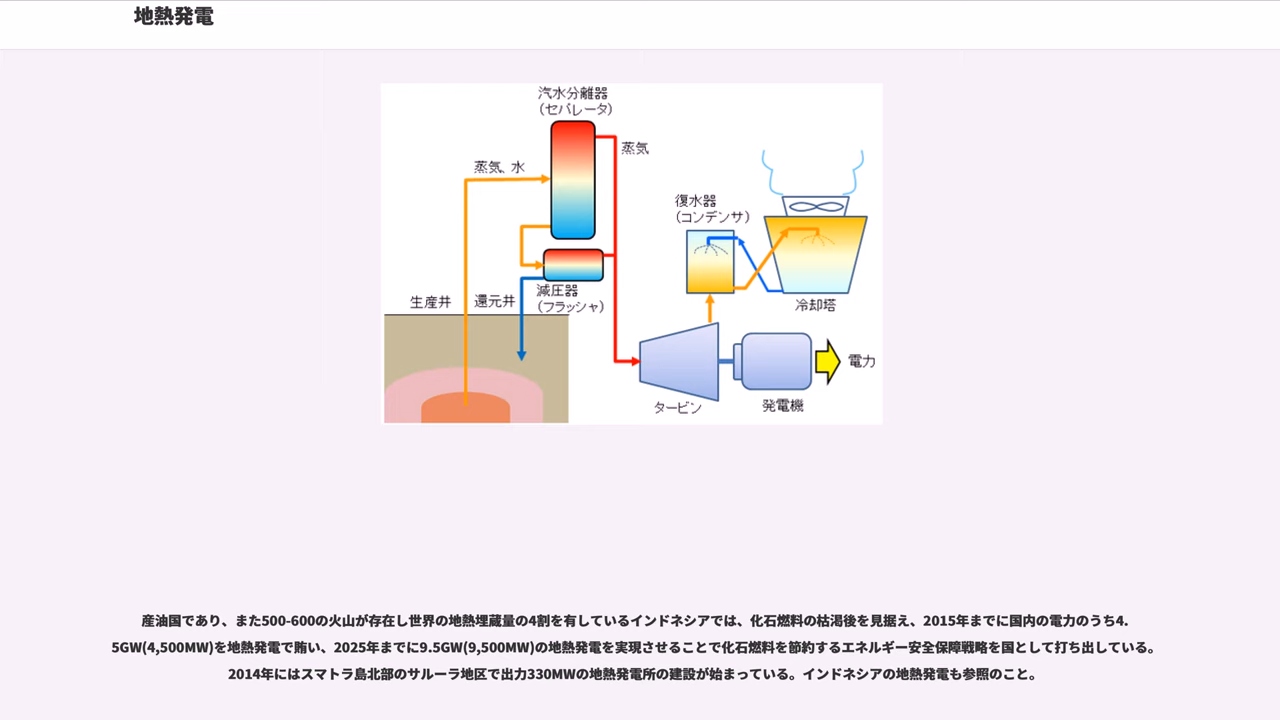 地熱発電
汽水分離器
(セパレータ)
蒸気
蒸気、水
復水器
(コンデンサ)
減圧器
(フラッシャ)
生産井
還元井
冷却塔
電力
タービン
発電機
産油国であり、また500-600の火山が存在し世界の地熱埋蔵量の4割を有しているインドネシアでは、化石燃料の枯渇後を見据え、2015年までに国内の電力のうち4.
5GW(4,500MW)を地熱発電で賄い、2025年までに9.5GW(9,500MW)の地熱発電を実現させることで化石燃料を節約するエネルギー安全保障戦略を国として打ち出している。
2014年にはスマトラ島北部のサルーラ地区で出力330MWの地熱発電所の建設が始まっている。インドネシアの地熱発電も参照のこと。